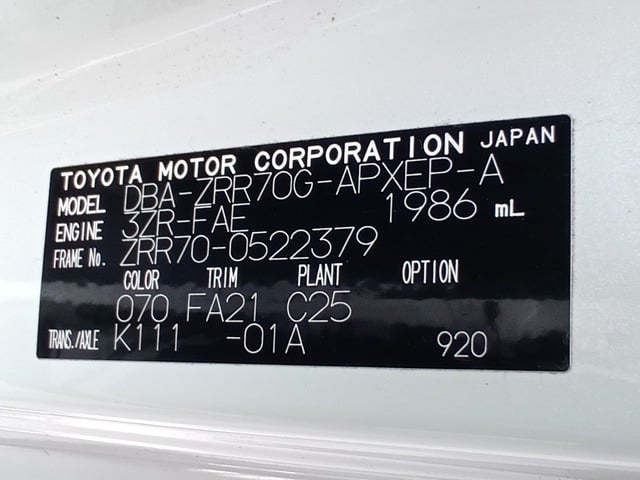 TOYOTA MOTOR CORPORATION JAPAN
MODEL DBA-ZRR70G-APXEP-A
ENGINE 3ZR-FAE 1986 mL
FRAME No. ZRR70-0522379
COLOR TRIM PLANT OPTION
070 FA21 C25
TRANS./AXLE K111 -01A 920